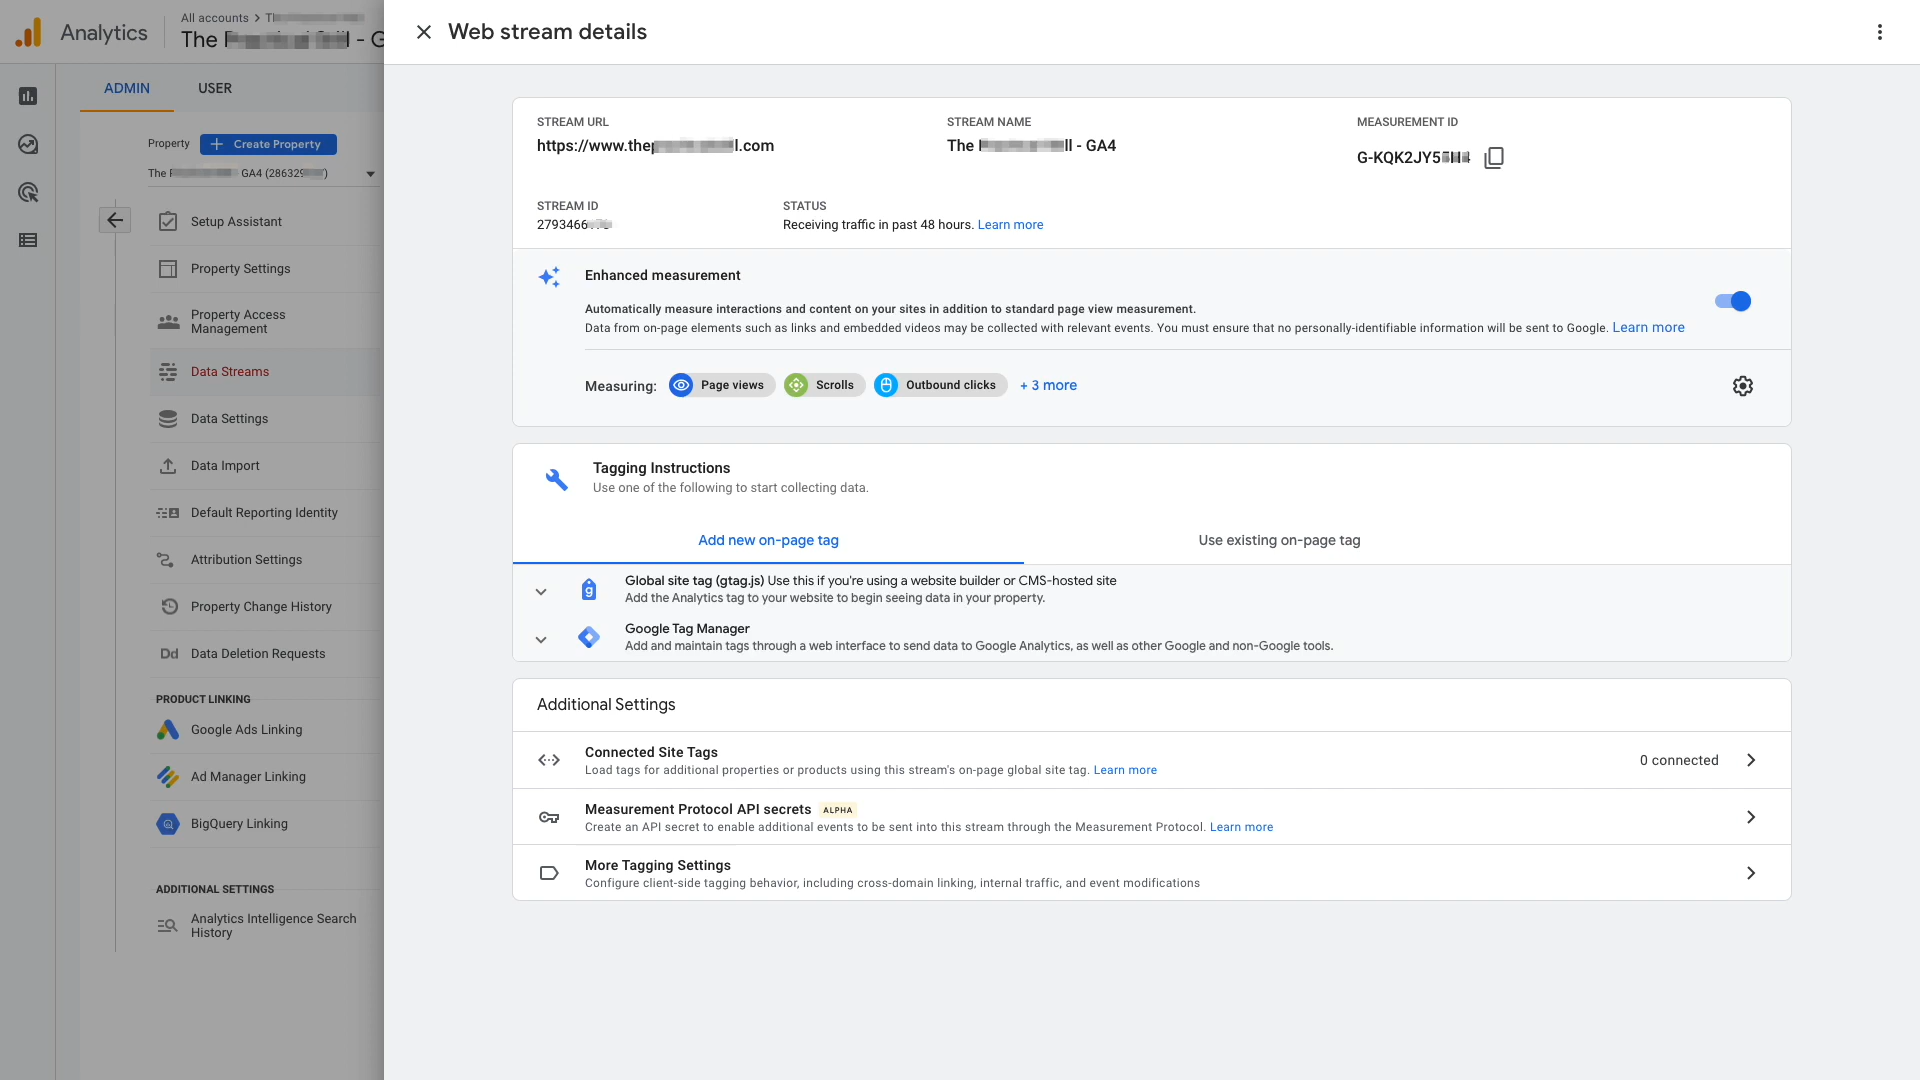 Analytics
All accounts >
The
- G
Web stream details
ADMIN
USER
Property
Create Property
The
GA4 (286329
)
Setup Assistant
Property Settings
Property Access
Management
Data Streams
Data Settings
Data Import
Default Reporting Identity
Attribution Settings
Property Change History
Dd
Data Deletion Requests
PRODUCT LINKING
Google Ads Linking
Ad Manager Linking
BigQuery Linking
ADDITIONAL SETTINGS
Analytics Intelligence Search
History
STREAM URL
https://www.thep
l.com
STREAM NAME
The
ll - GA4
MEASUREMENT ID
G-KQK2JY5
STREAM ID
2793466
STATUS
Receiving traffic in past 48 hours. Learn more
Enhanced measurement
Automatically measure interactions and content on your sites in addition to standard page view measurement.
Data from on-page elements such as links and embedded videos may be collected with relevant events. You must ensure that no personally-identifiable information will be sent to Google. Learn more
Measuring:
Page views
Scrolls
Outbound clicks
+ 3 more
Tagging Instructions
Use one of the following to start collecting data.
Add new on-page tag
Use existing on-page tag
g
Global site tag (gtag.js) Use this if you're using a website builder or CMS-hosted site
Add the Analytics tag to your website to begin seeing data in your property.
Google Tag Manager
Add and maintain tags through a web interface to send data to Google Analytics, as well as other Google and non-Google tools.
Additional Settings
Connected Site Tags
Load tags for additional properties or products using this stream's on-page global site tag. Learn more
0 connected
Measurement Protocol API secrets ALPHA
Create an API secret to enable additional events to be sent into this stream through the Measurement Protocol. Learn more
More Tagging Settings
Configure client-side tagging behavior, including cross-domain linking, internal traffic, and event modifications